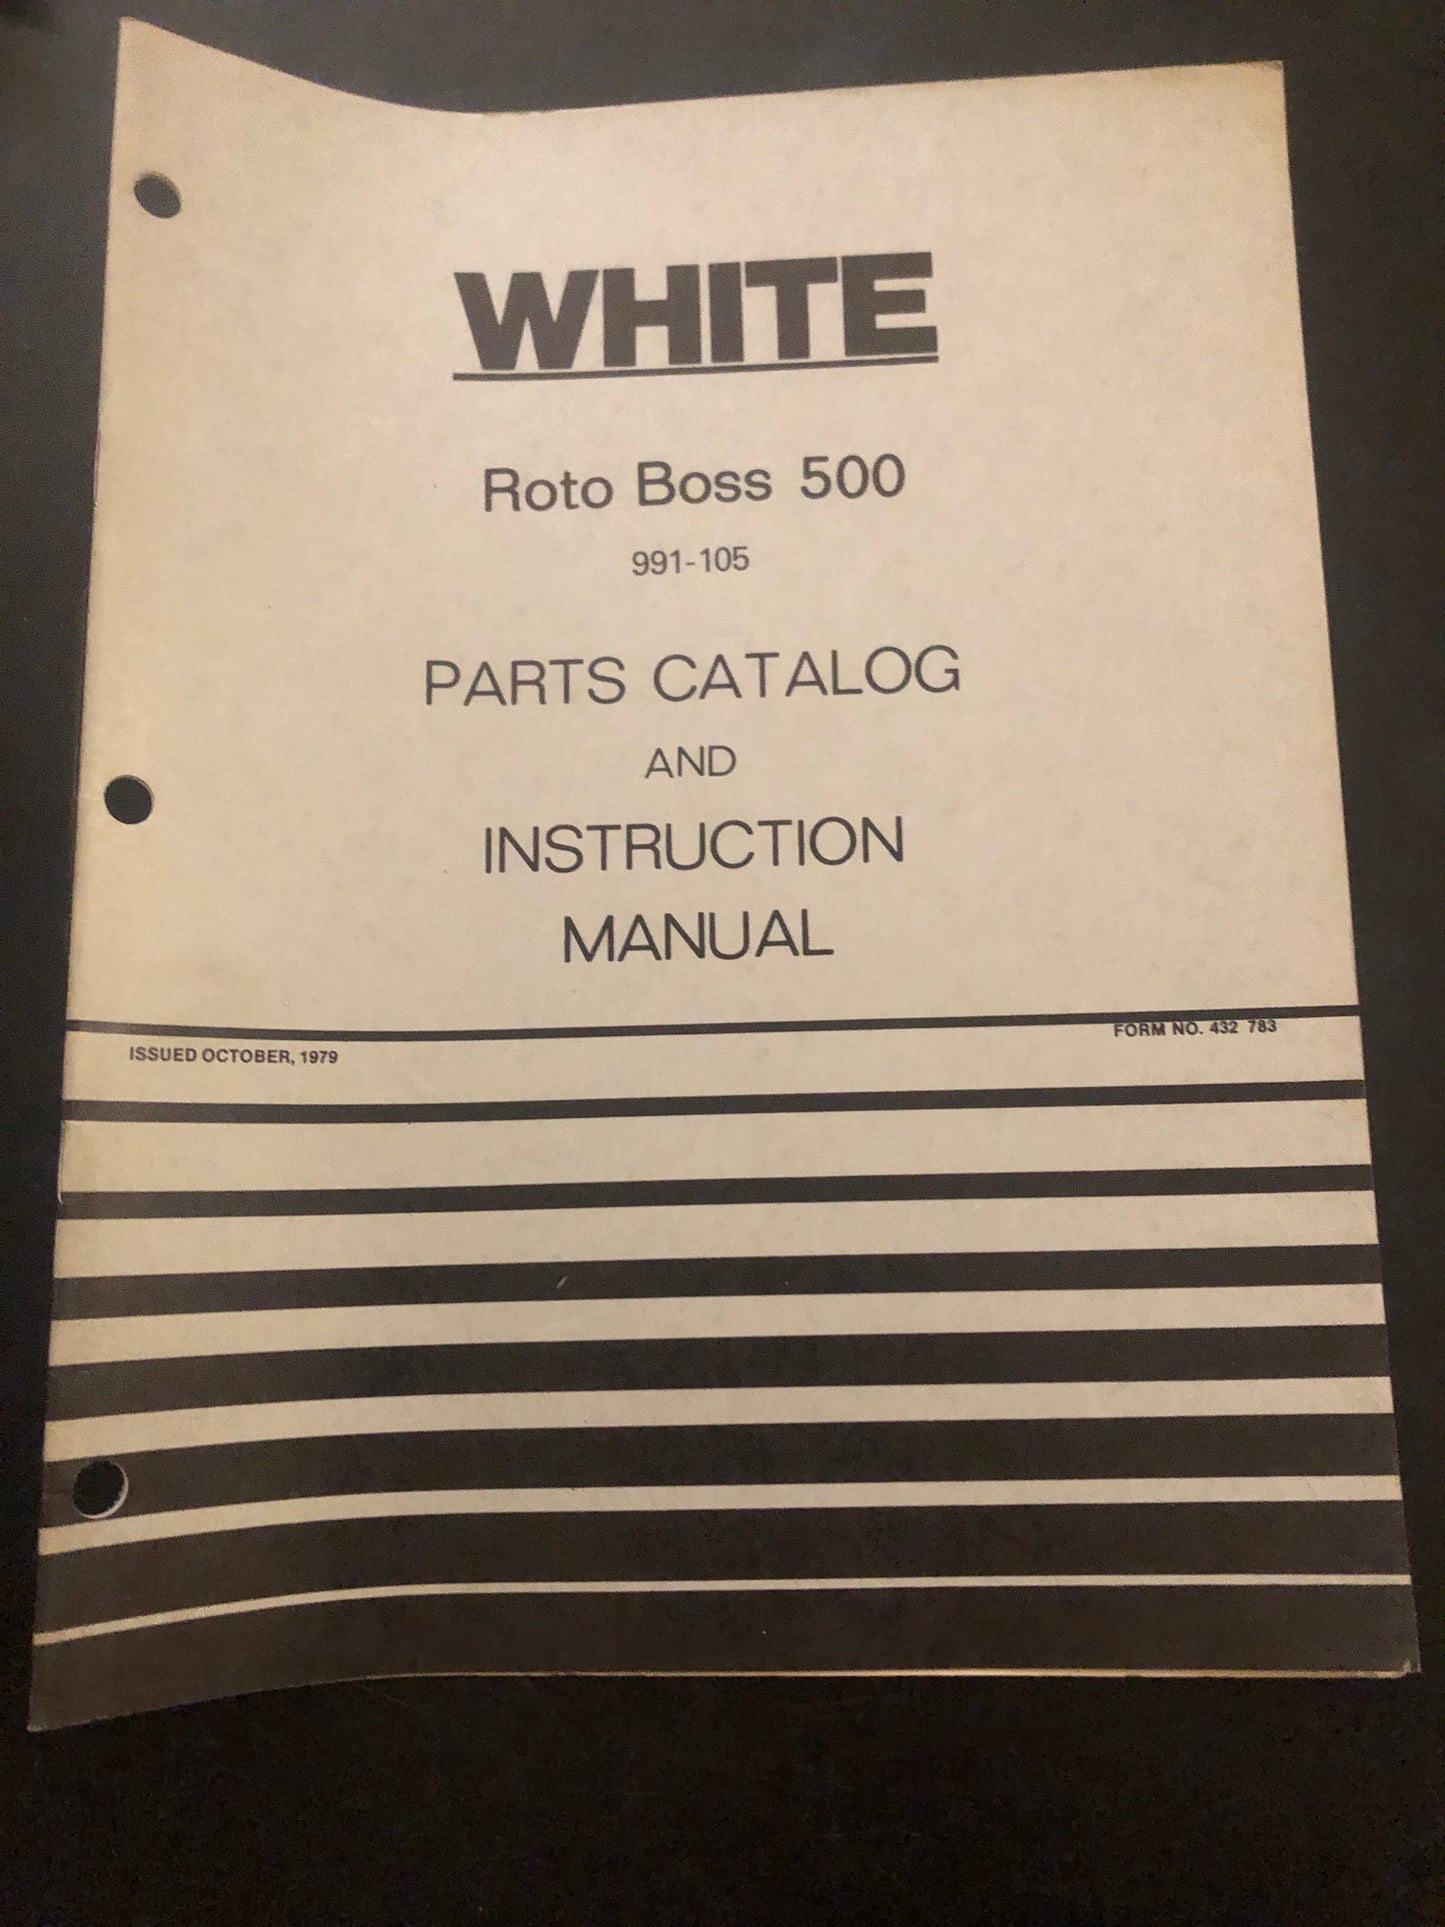 WHITE
Roto Boss 500
991-105
PARTS CATALOG
AND
INSTRUCTION
MANUAL
ISSUED OCTOBER, 1979
FORM NO. 432 783